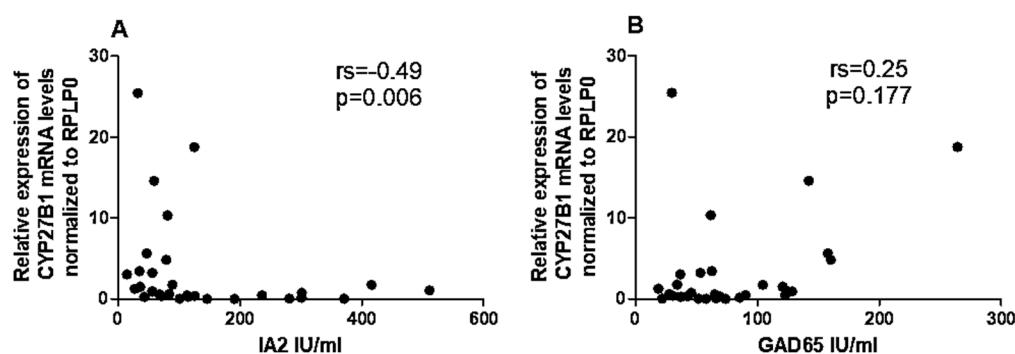 A
Relative expression of
CYP27B1 mRNA levels
normalized to RPLP0
30
20
10
0
rs=-0.49
p=0.006
0
200
400
600
IA2 IU/ml
B
Relative expression of
CYP27B1 mRNA levels
normalized to RPLP0
30
20
10
0
rs=0.25
p=0.177
0
100
200
300
GAD65 IU/ml